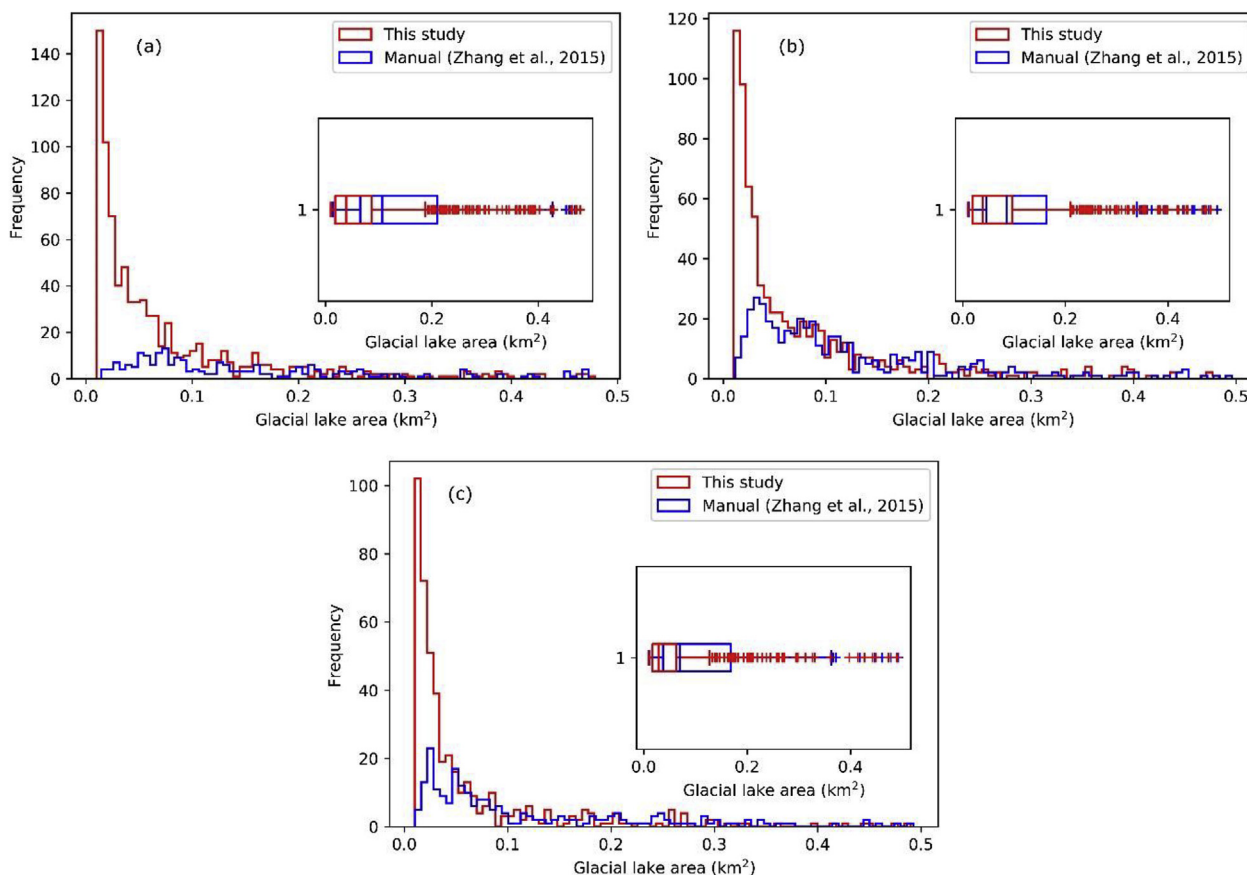 (a)
This study
Manual (Zhang et al., 2015)
Frequency
140
120
100
80
60
40
20
0
1
0.0 0.2 0.4
Glacial lake area (km²)
0.0 0.1 0.2 0.3 0.4 0.5
Glacial lake area (km²)
(b)
This study
Manual (Zhang et al., 2015)
Frequency
120
100
80
60
40
20
0
1
0.0 0.2 0.4
Glacial lake area (km²)
0.0 0.1 0.2 0.3 0.4 0.5
Glacial lake area (km²)
(c)
This study
Manual (Zhang et al., 2015)
Frequency
100
80
60
40
20
0
1
0.0 0.2 0.4
Glacial lake area (km²)
0.0 0.1 0.2 0.3 0.4 0.5
Glacial lake area (km²)